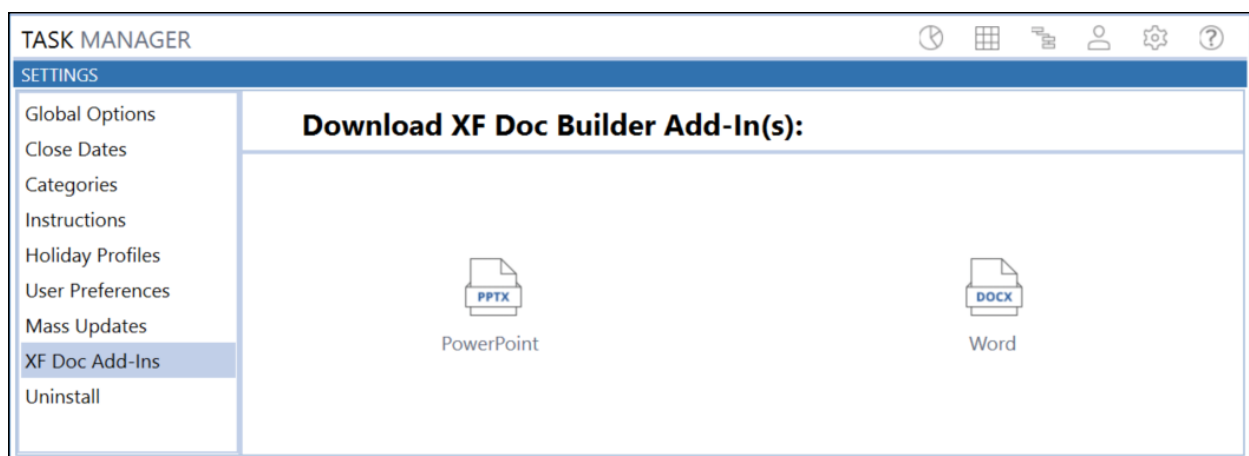 TASK MANAGER
?
SETTINGS
Global Options
Close Dates
Categories
Instructions
Holiday Profiles
User Preferences
Mass Updates
XF Doc Add-Ins
Uninstall
Download XF Doc Builder Add-In(s):
PPTX
PowerPoint
DOCX
Word